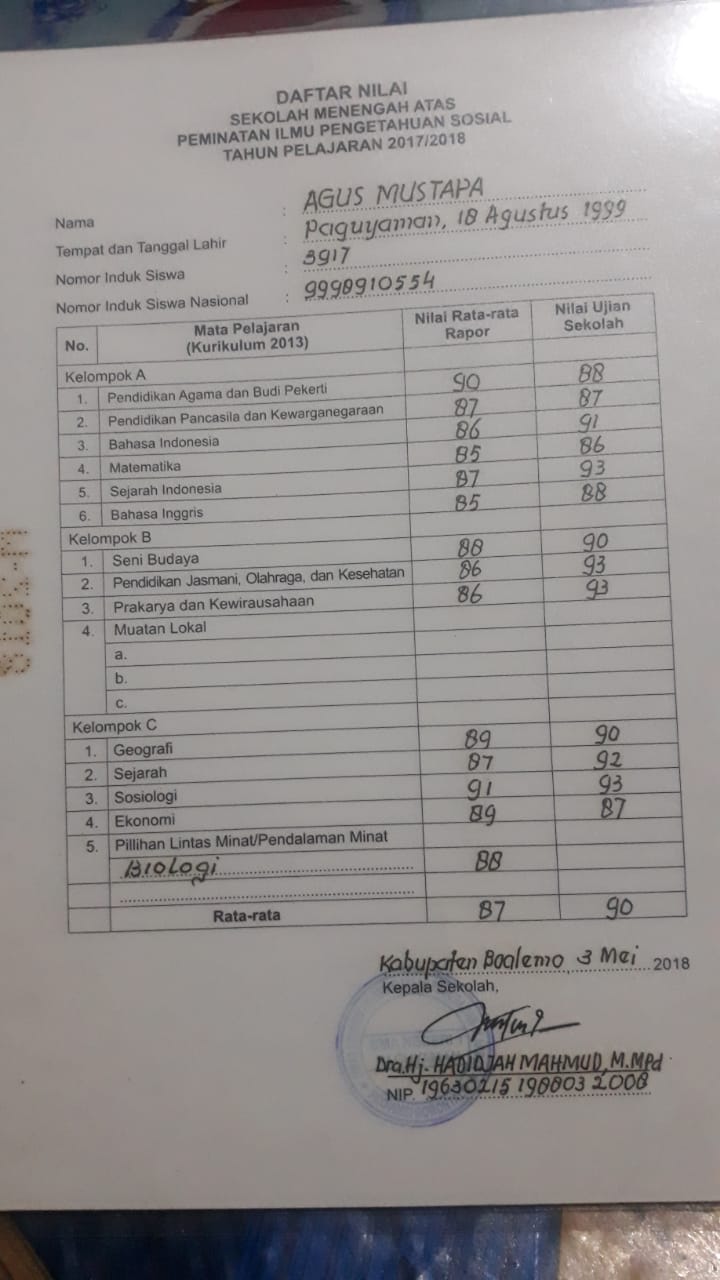 DAFTAR NILAI
SEKOLAH MENENGAH ATAS
PEMINATAN ILMU PENGETAHUAN SOSIAL
TAHUN PELAJARAN 2017/2018
Nama : AGUS MUSTAPA
Tempat dan Tanggal Lahir : Paguyaman, 18 Agustus 1999
Nomor Induk Siswa : 3917
Nomor Induk Siswa Nasional : 9998910554
No. Mata Pelajaran (Kurikulum 2013) Nilai Rata-rata Rapor Nilai Ujian Sekolah
Kelompok A
1. Pendidikan Agama dan Budi Pekerti 90 88
2. Pendidikan Pancasila dan Kewarganegaraan 87 87
3. Bahasa Indonesia 86 91
4. Matematika 85 86
5. Sejarah Indonesia 87 93
6. Bahasa Inggris 85 88
Kelompok B
1. Seni Budaya 88 90
2. Pendidikan Jasmani, Olahraga, dan Kesehatan 86 93
3. Prakarya dan Kewirausahaan 86 93
4. Muatan Lokal
a.
b.
c.
Kelompok C
1. Geografi 89 90
2. Sejarah 87 92
3. Sosiologi 91 93
4. Ekonomi 89 87
5. Pillihan Lintas Minat/Pendalaman Minat
Biologi 88
Rata-rata 87 90
Kabupaten Boalemo, 3 Mei 2018
Kepala Sekolah,
Dra.Hj. HADIDJAH MAHMUD, M.MPd
NIP. 19630215 198803 2008